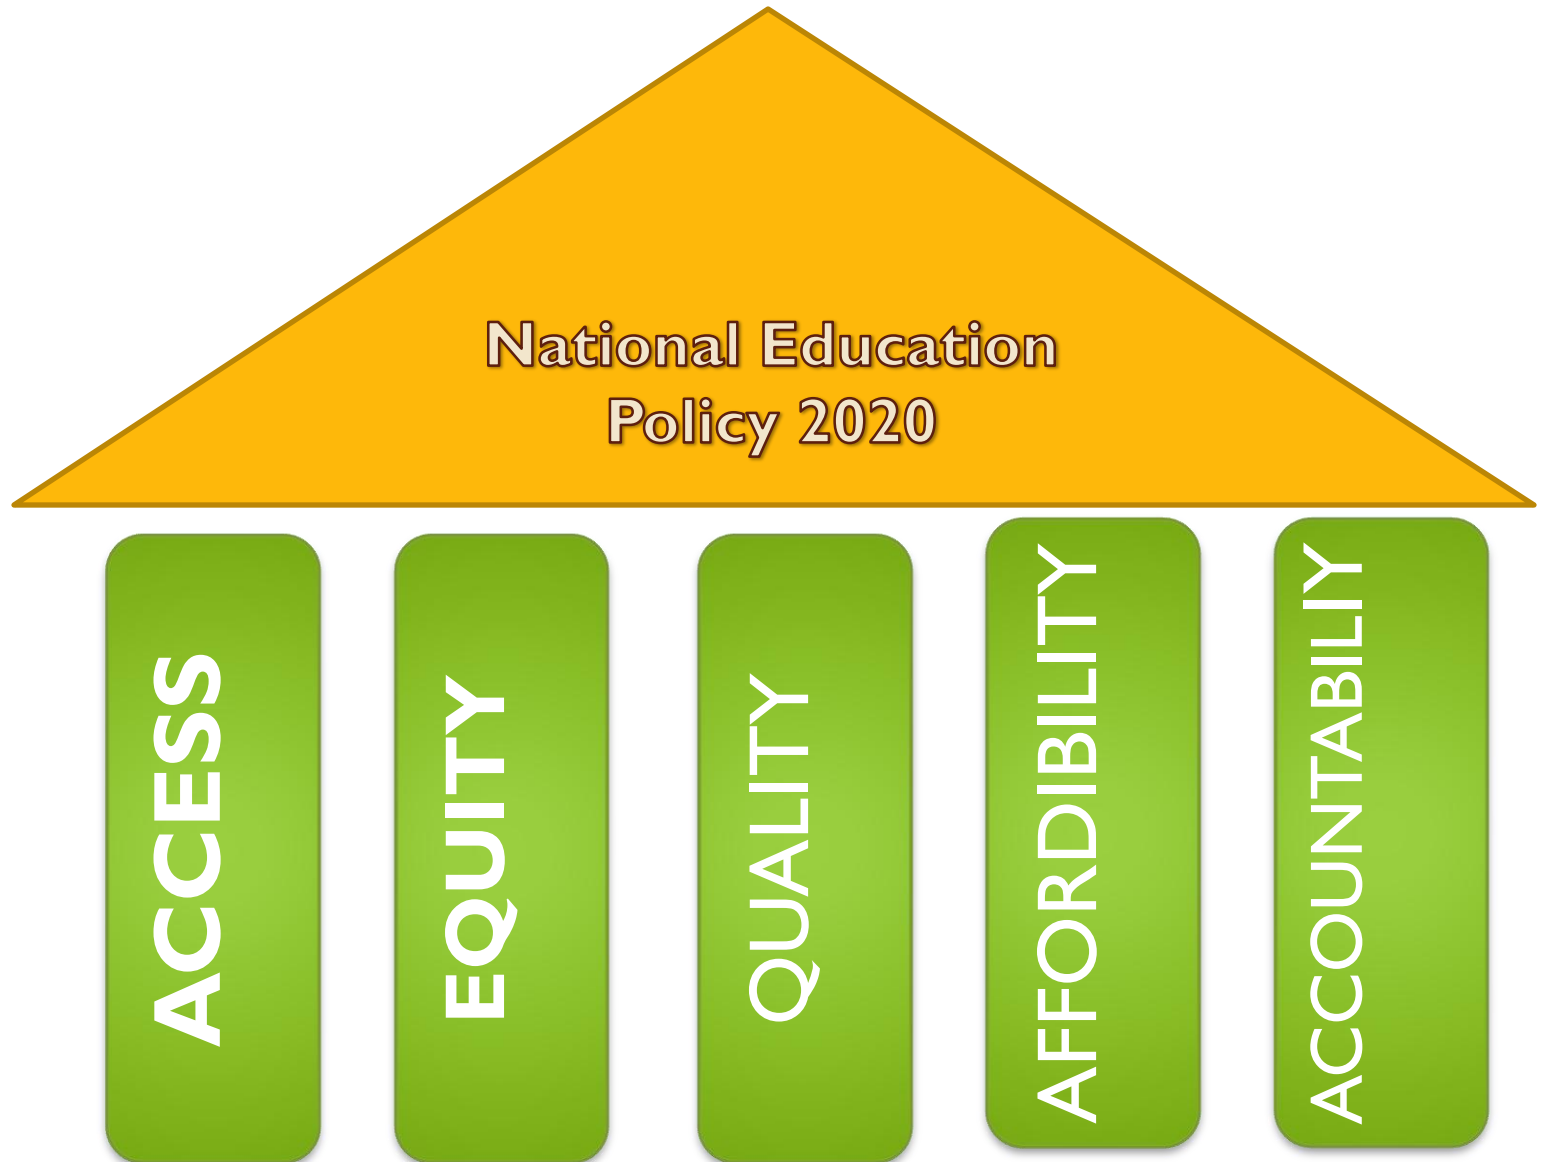 National Education
Policy 2020
ACCESS
EQUITY
QUALITY
AFFORDIBILITY
ACCOUNTABILIY